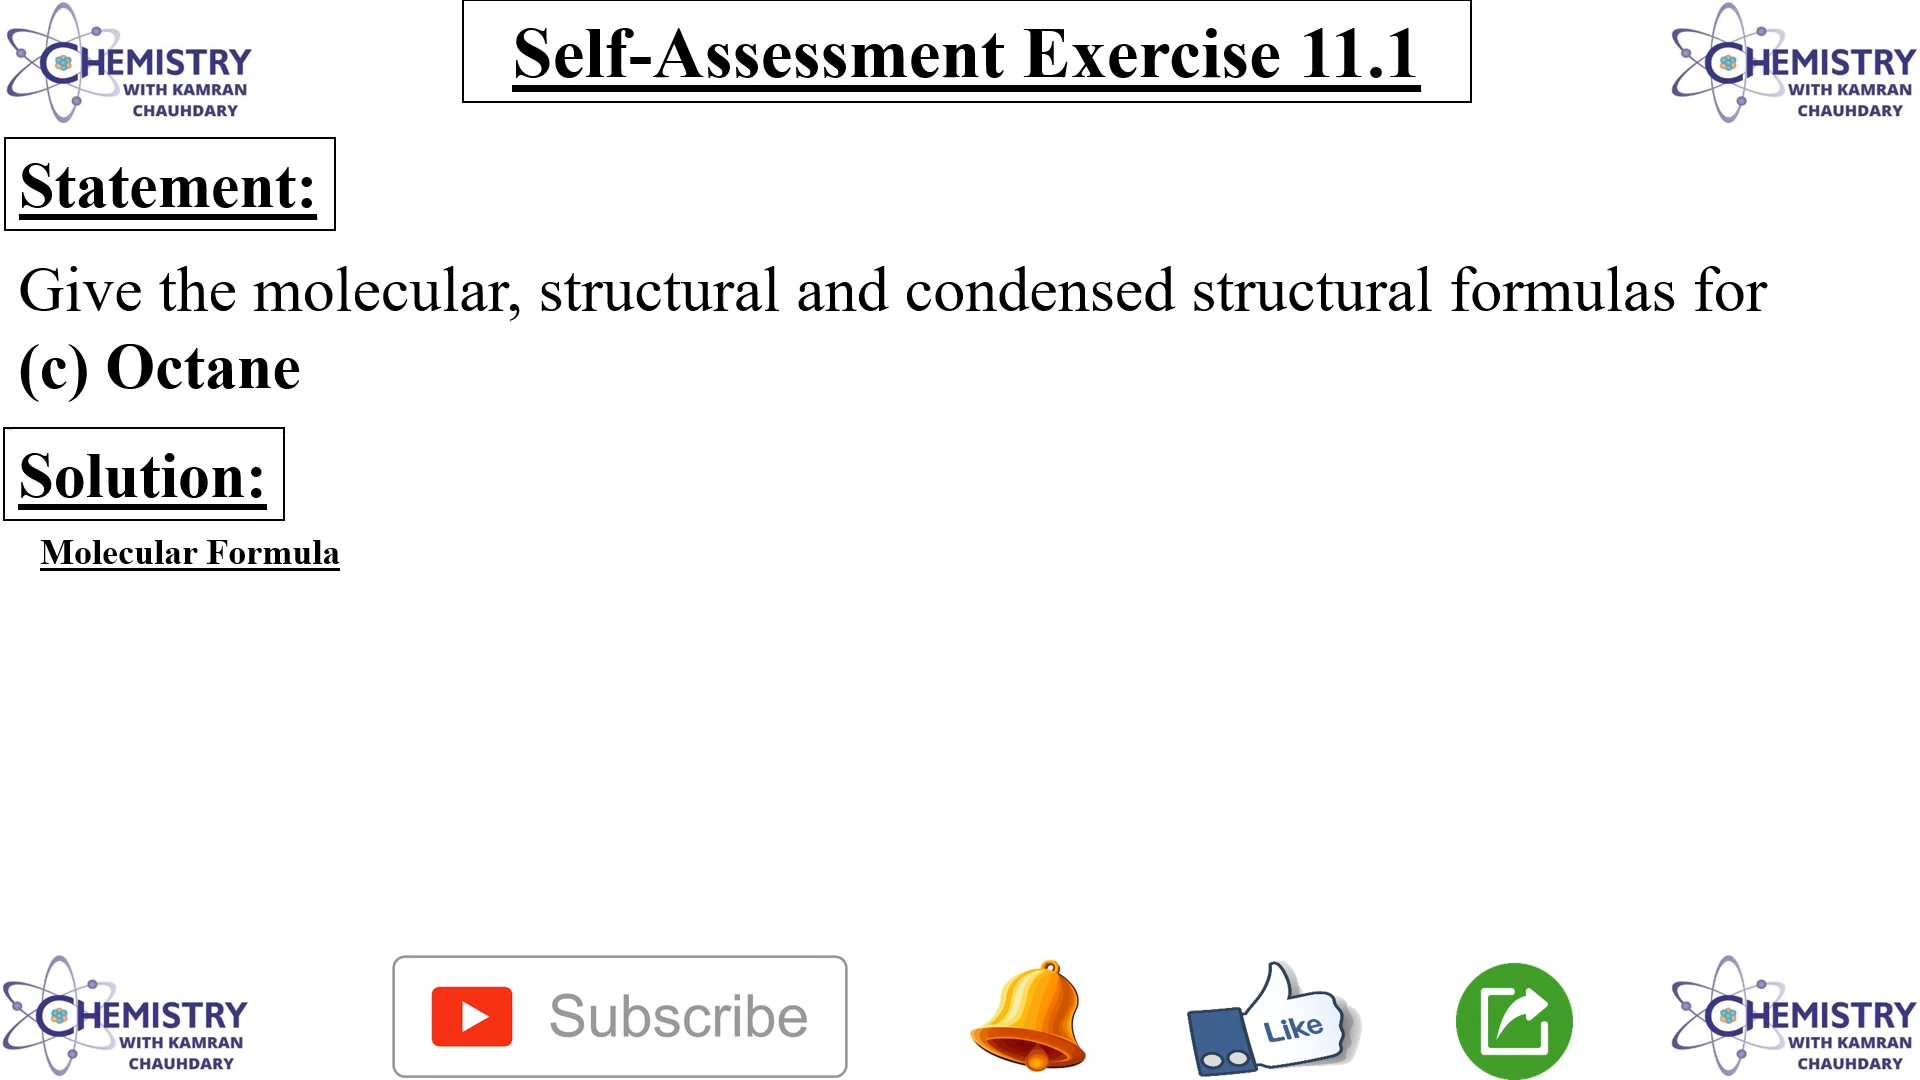 CHEMISTRY
WITH KAMRAN
CHAUHDARY
Self-Assessment Exercise 11.1
CHEMISTRY
WITH KAMRAN
CHAUHDARY
Statement:
Give the molecular, structural and condensed structural formulas for
(c) Octane
Solution:
Molecular Formula
CHEMISTRY
WITH KAMRAN
CHAUHDARY
Subscribe
Like
CHEMISTRY
WITH KAMRAN
CHAUHDARY